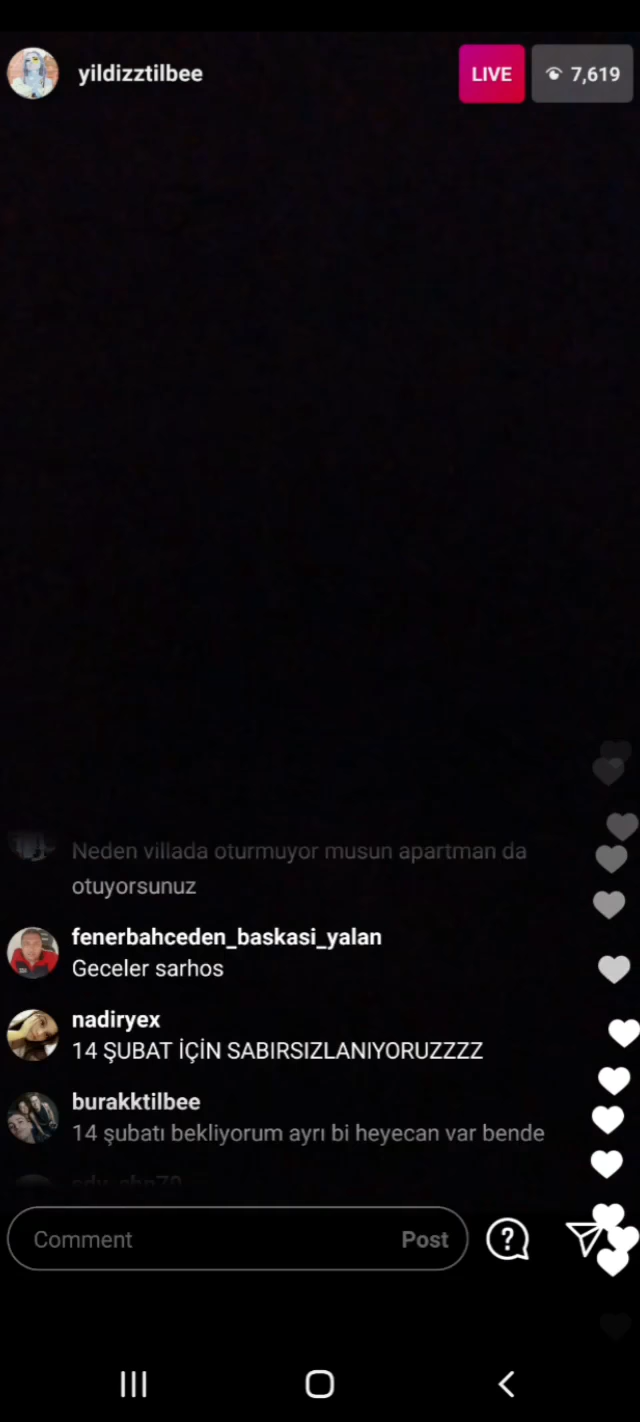 yildizztilbee
LIVE
7,619
Neden villada oturmuyor musun apartman da
otuyorsunuz
fenerbahceden_baskasi_yalan
Geceler sarhos
nadiryex
14 ŞUBAT İÇİN SABIRSIZLANIYORUZZZZ
burakktilbee
14 şubatı bekliyorum ayrı bi heyecan var bende
Comment
Post